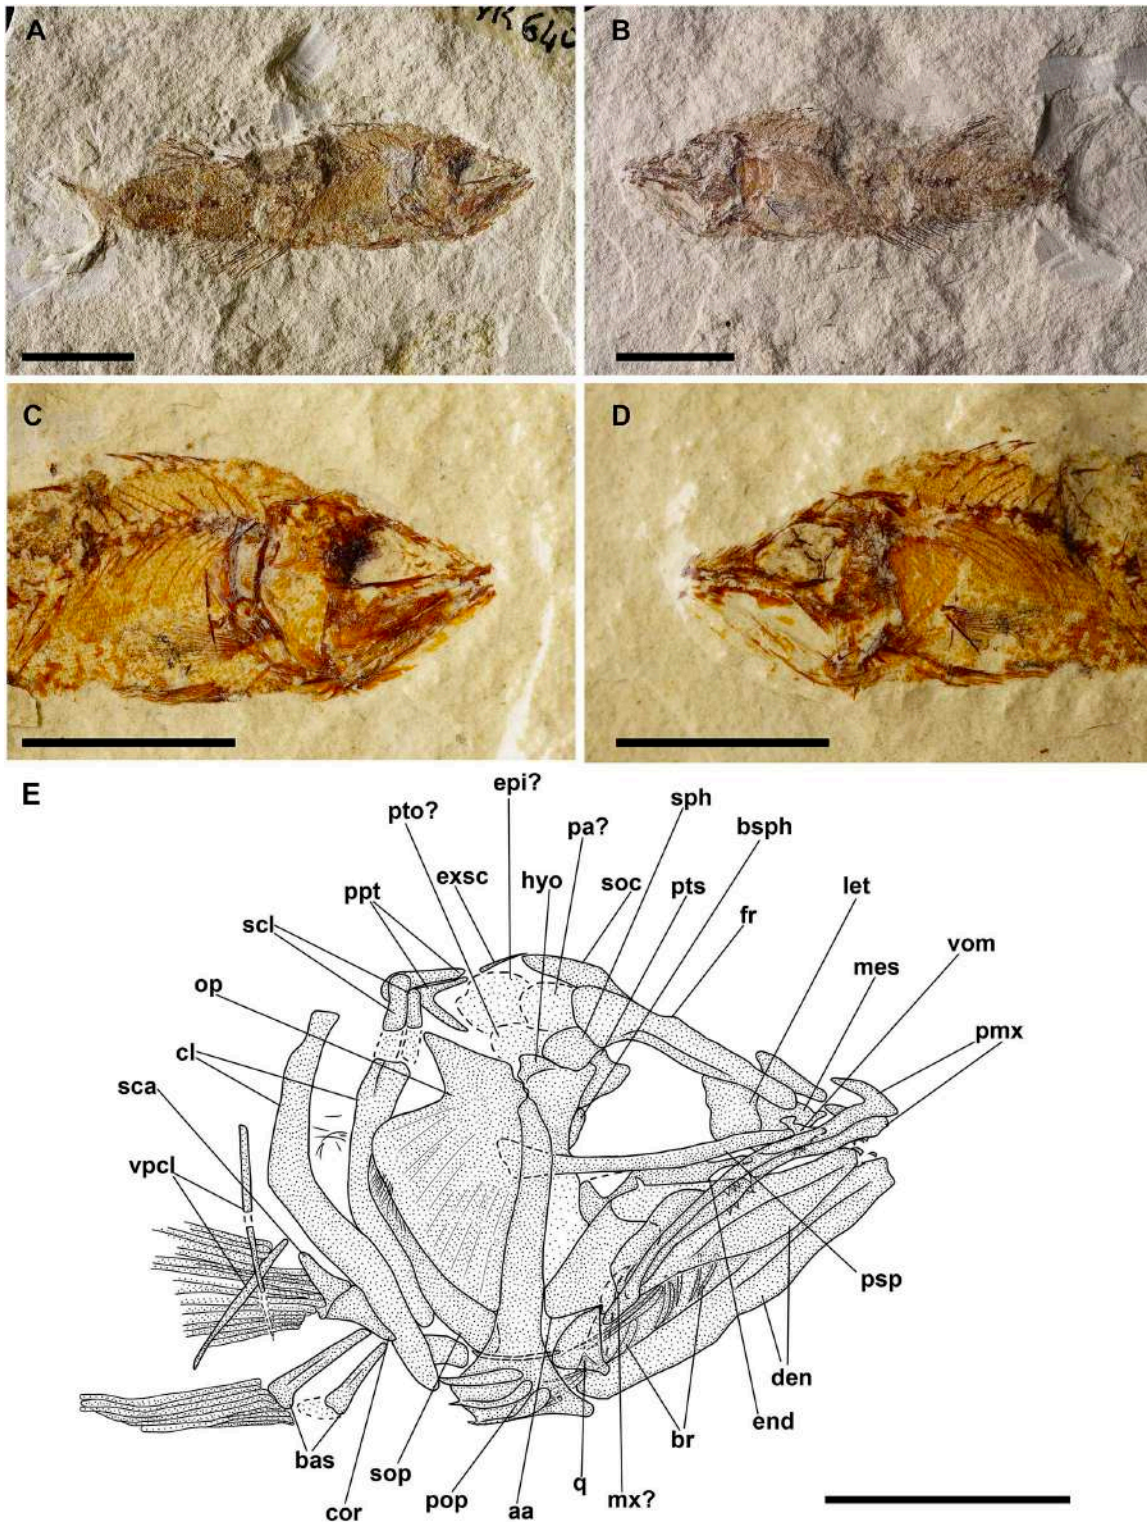 A
B
C
D
E
epi?
sph
pto?
pa?
bsph
exsc
hyo
soc
pts
let
ppt
fr
scl
vom
mes
op
pmx
cl
sca
vpcl
psp
den
end
bas
br
sop
q
cor
pop
mx?
aa